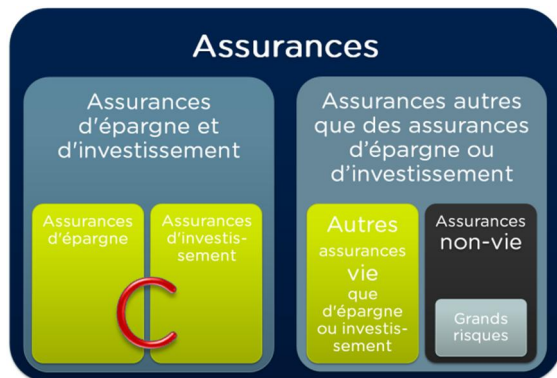 Assurances
Assurances
d'épargne et
d'investissement
Assurances
d'épargne
Assurances
d'investis-
sement
Assurances autres
que des assurances
d'épargne ou
d'investissement
Autres
assurances
vie
que
d'épargne
ou investis-
sement
Assurances
non-vie
Grands
risques